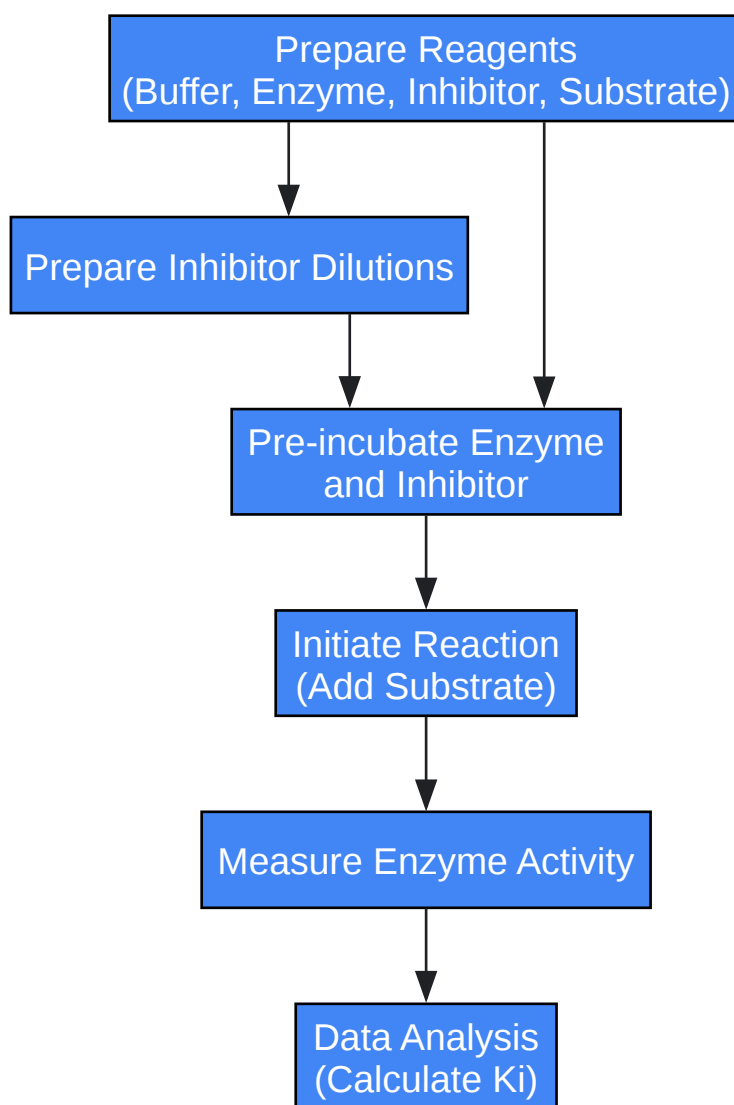 Prepare Reagents
(Buffer, Enzyme, Inhibitor, Substrate)
Prepare Inhibitor Dilutions
Pre-incubate Enzyme
and Inhibitor
Initiate Reaction
(Add Substrate)
Measure Enzyme Activity
Data Analysis
(Calculate Ki)